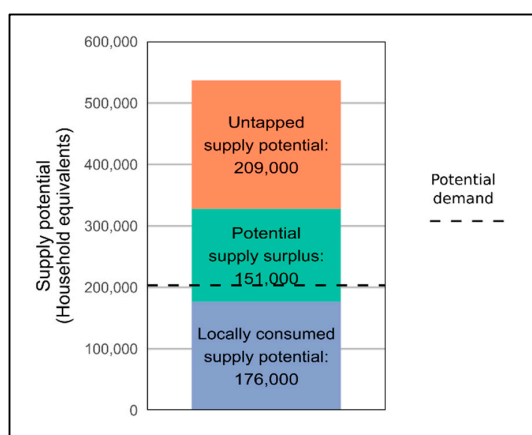 Supply potential
(Household equivalents)
600,000
500,000
400,000
300,000
200,000
100,000
0
Untapped
supply potential:
209,000
Potential
supply surplus:
151,000
Locally consumed
supply potential:
176,000
Potential
demand